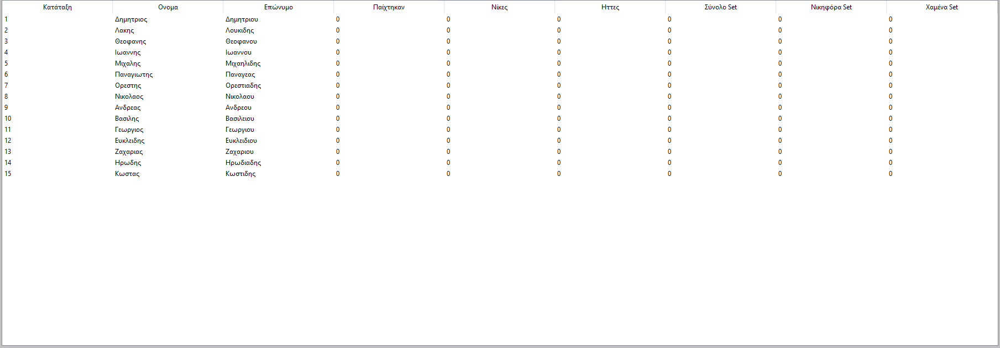 Κατάταξη Ονομα Επώνυμο Παίχτηκαν Νίκες Ηττες Σύνολο Set Νικηφόρα Set Χαμένα Set
1 Δημητριος Δημητριου 0 0 0 0 0 0
2 Λακης Λουκιδης 0 0 0 0 0 0
3 Θεοφανης Θεοφανου 0 0 0 0 0 0
4 Ιωαννης Ιωαννου 0 0 0 0 0 0
5 Μιχαλης Μιχαηλιδης 0 0 0 0 0 0
6 Παναγιωτης Παναγεας 0 0 0 0 0 0
7 Ορεστης Ορεστιαδης 0 0 0 0 0 0
8 Νικολαος Νικολαου 0 0 0 0 0 0
9 Ανδρεας Ανδρεου 0 0 0 0 0 0
10 Βασιλης Βασιλειου 0 0 0 0 0 0
11 Γεωργιος Γεωργιου 0 0 0 0 0 0
12 Ευκλειδης Ευκλειδιου 0 0 0 0 0 0
13 Ζαχαριας Ζαχαριου 0 0 0 0 0 0
14 Ηρωδης Ηρωδιαδης 0 0 0 0 0 0
15 Κωστας Κωστιδης 0 0 0 0 0 0